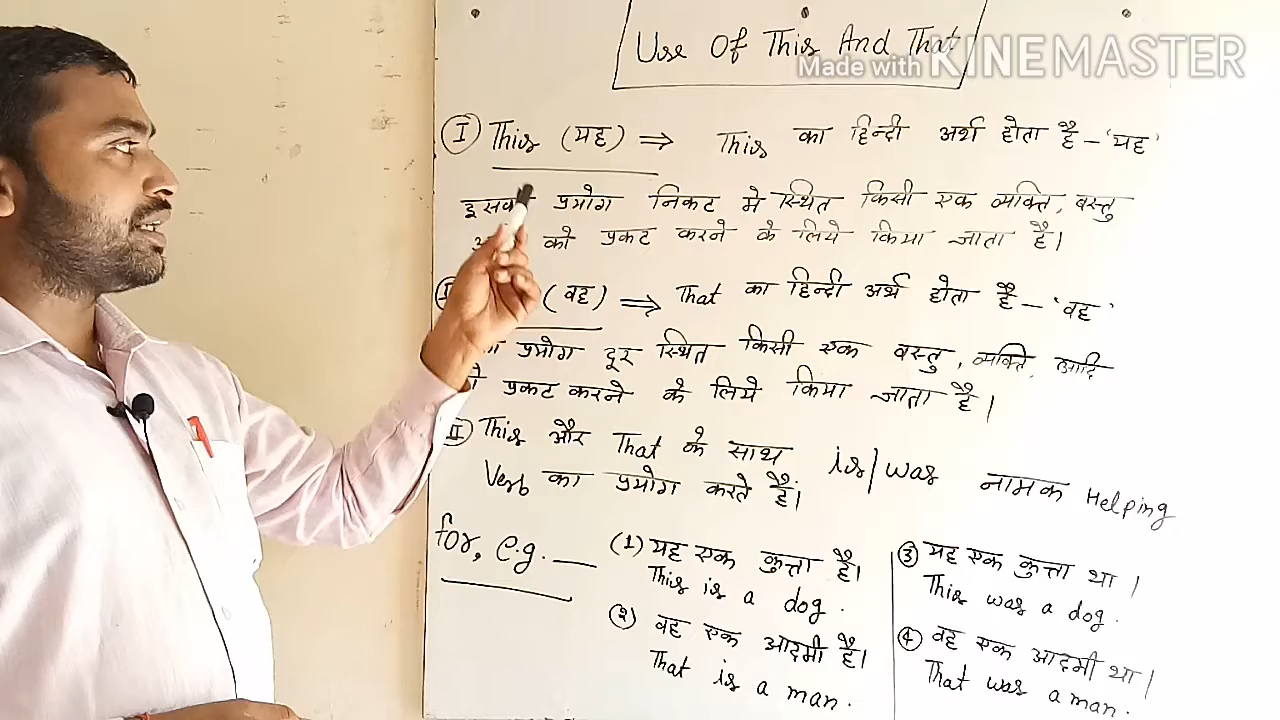 Use Of This And That
Made with KINEMASTER
I This (यह) ⇒ This का हिन्दी अर्थ होता है – 'यह'
प्रयोग निकट मे स्थित किसी एक व्यक्ति, वस्तु
को प्रकट करने के लिये किया जाता है।
(वह) ⇒ That का हिन्दी अर्थ होता है – 'वह'
प्रयोग दूर स्थित किसी एक वस्तु, व्यक्ति, आदि
प्रकट करने के लिये किया जाता है।
This और That के साथ is/was नामक Helping
Verb का प्रयोग करते हैं।
for, e.g. —
(1) यह एक कुत्ता है।
This is a dog.
(२) वह एक आदमी है।
That is a man.
③ यह एक कुत्ता था।
This was a dog.
④ वह एक आदमी था।
That was a man.